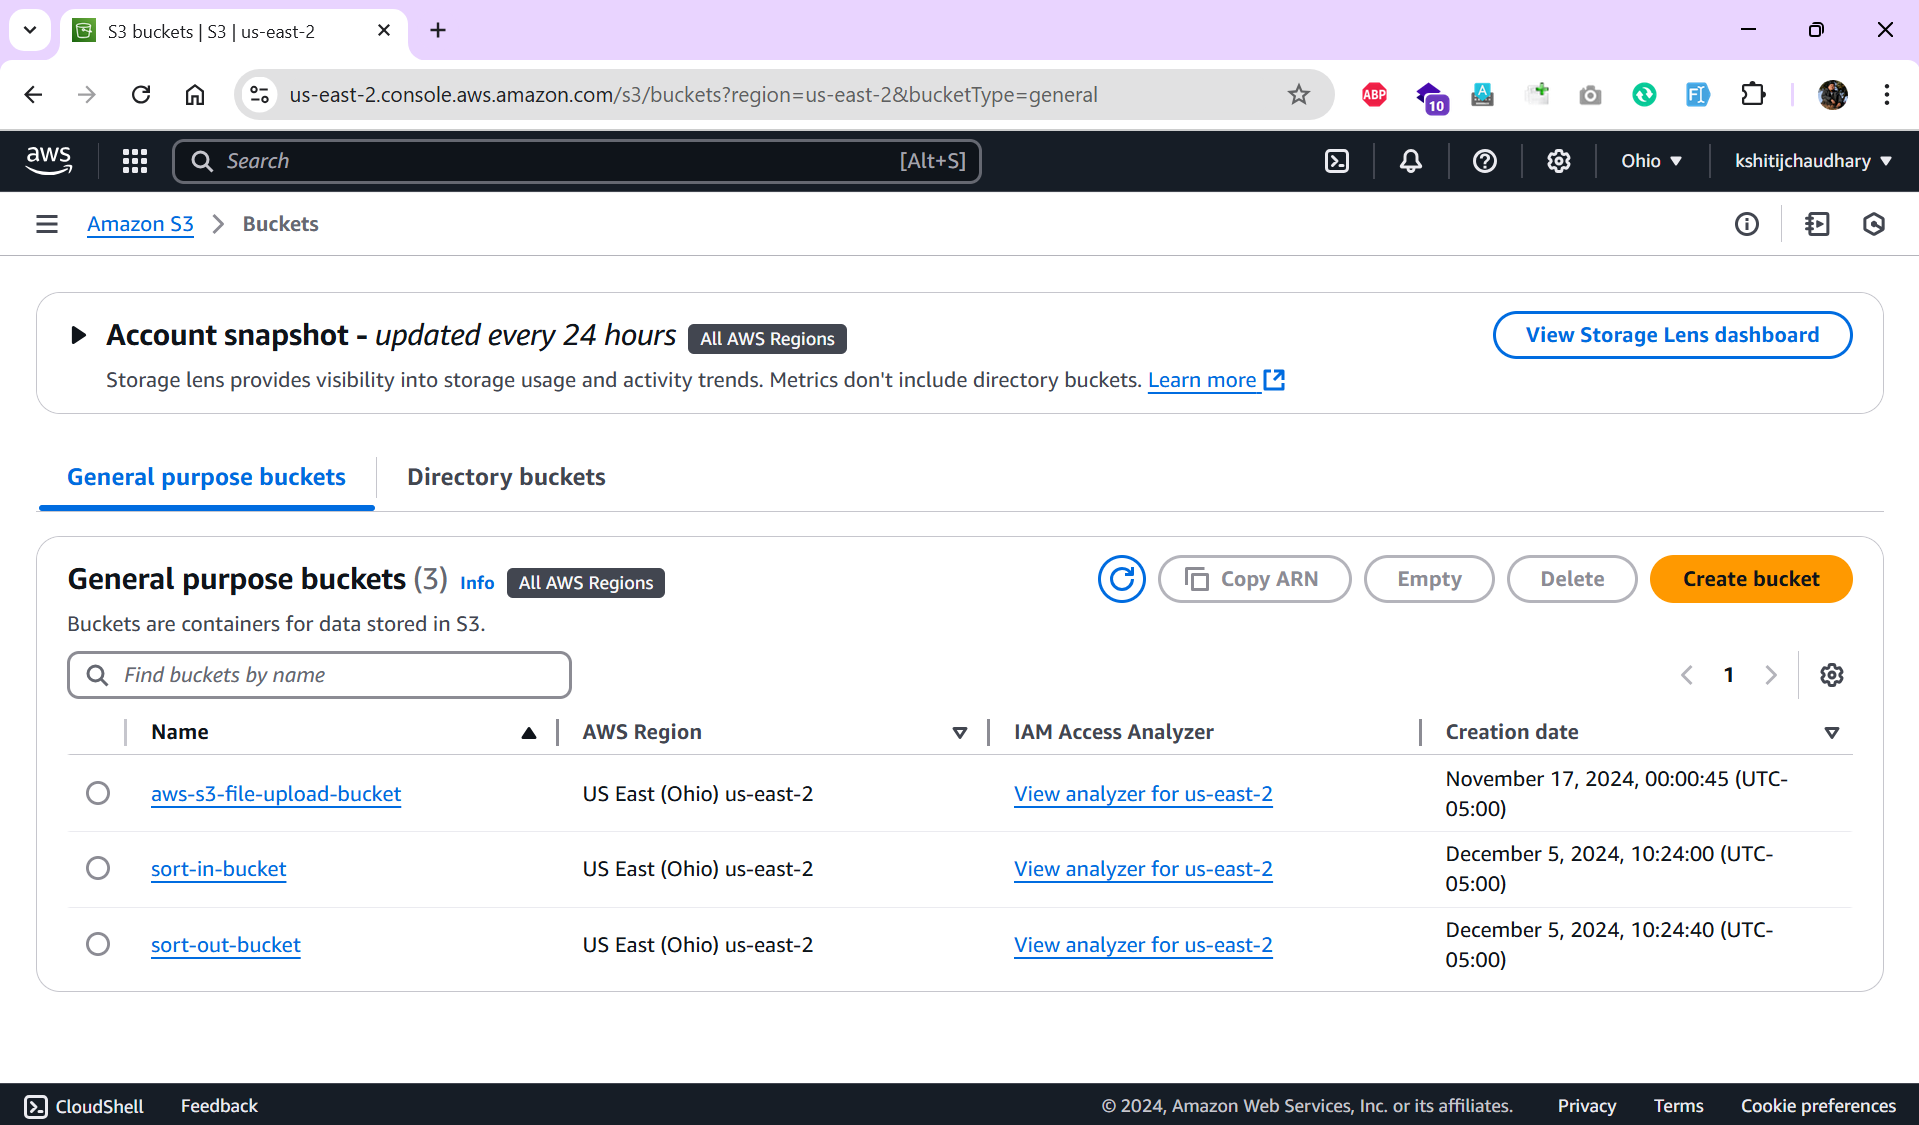 S3 buckets | S3 | us-east-2
us-east-2.console.aws.amazon.com/s3/buckets?region=us-east-2&bucketType=general
ABP
10
A
FI
aws
Search
[Alt+S]
Ohio
kshitijchaudhary
Amazon S3
Buckets
Account snapshot - updated every 24 hours
All AWS Regions
View Storage Lens dashboard
Storage lens provides visibility into storage usage and activity trends. Metrics don't include directory buckets. Learn more
General purpose buckets
Directory buckets
General purpose buckets (3)
Info
All AWS Regions
Copy ARN
Empty
Delete
Create bucket
Buckets are containers for data stored in S3.
Find buckets by name
1
Name
AWS Region
IAM Access Analyzer
Creation date
aws-s3-file-upload-bucket
US East (Ohio) us-east-2
View analyzer for us-east-2
November 17, 2024, 00:00:45 (UTC-
05:00)
sort-in-bucket
US East (Ohio) us-east-2
View analyzer for us-east-2
December 5, 2024, 10:24:00 (UTC-
05:00)
sort-out-bucket
US East (Ohio) us-east-2
View analyzer for us-east-2
December 5, 2024, 10:24:40 (UTC-
05:00)
CloudShell
Feedback
© 2024, Amazon Web Services, Inc. or its affiliates.
Privacy
Terms
Cookie preferences